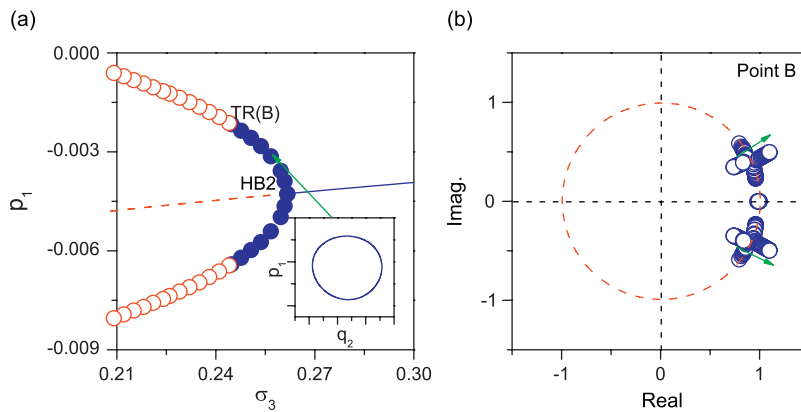 (a)
0.000
-0.003
-0.006
-0.009
p₁
TR(B)
HB2
p₁
q₂
0.21
0.24
0.27
0.30
σ₃
(b)
Point B
1
0
-1
Imag.
-1
0
1
Real